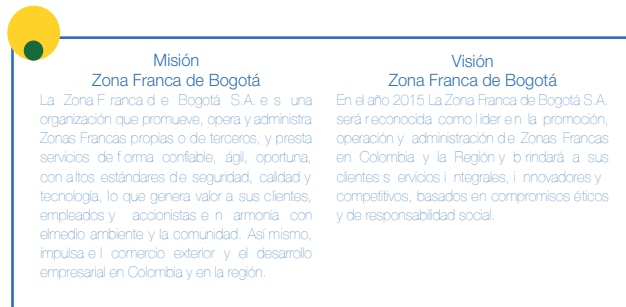 Misión
Zona Franca de Bogotá
La Zona F ranca d e Bogotá S.A. e s una
organización que promueve, opera y administra
Zonas Francas propias o de terceros, y presta
servicios de f orma confiable, ágil, oportuna,
con a ltos estándares de seguridad, calidad y
tecnología, lo que genera valor a sus clientes,
empleados y accionistas e n armonía con
elmedio ambiente y la comunidad. Así mismo,
impulsa e l comercio exterior y el desarrollo
empresarial en Colombia y en la región.
Visión
Zona Franca de Bogotá
En el año 2015 La Zona Franca de Bogotá S.A.
será r econocida como l ider e n la promoción,
operación y administración d e Zonas Francas
en Colombia y la Región y b rindará a sus
clientes s ervicios i ntegrales, i nnovadores y
competitivos, basados en compromisos éticos
y de responsabilidad social.